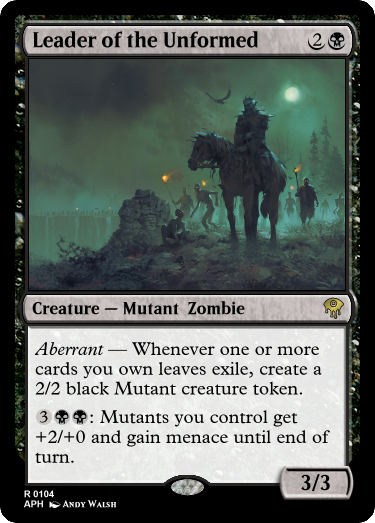 Leader of the Unformed 2
Creature — Mutant Zombie
Aberrant — Whenever one or more
cards you own leaves exile, create a
2/2 black Mutant creature token.
3: Mutants you control get
+2/+0 and gain menace until end of
turn.
3/3
R 0104
APH Andy Walsh